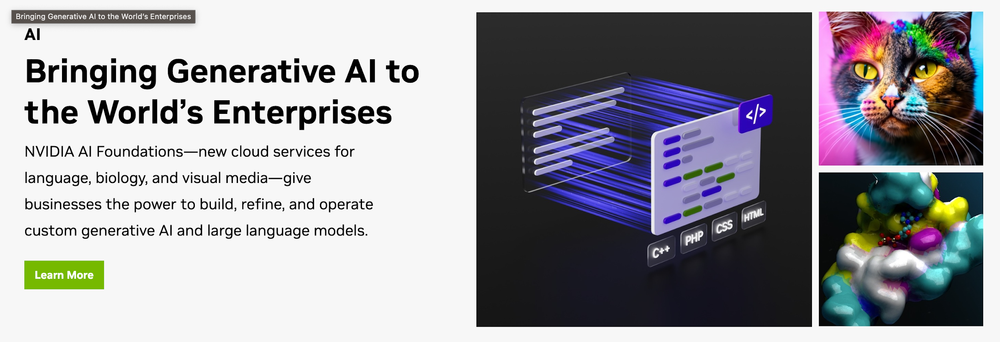 Bringing Generative AI to the World's Enterprises
AI
Bringing Generative AI to
the World’s Enterprises
NVIDIA AI Foundations—new cloud services for
language, biology, and visual media—give
businesses the power to build, refine, and operate
custom generative AI and large language models.
Learn More
</>
C++
PHP
CSS
HTML